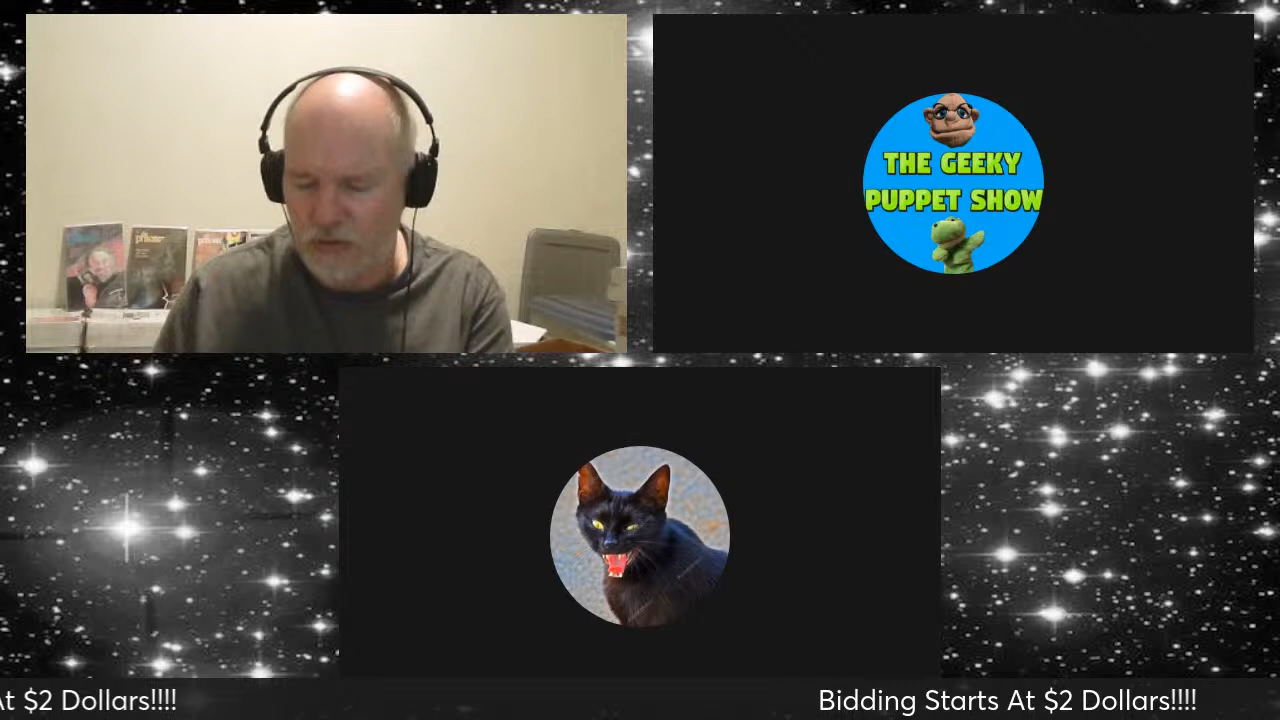 THE GEEKY
PUPPET SHOW
At $2 Dollars!!!! Bidding Starts At $2 Dollars!!!!